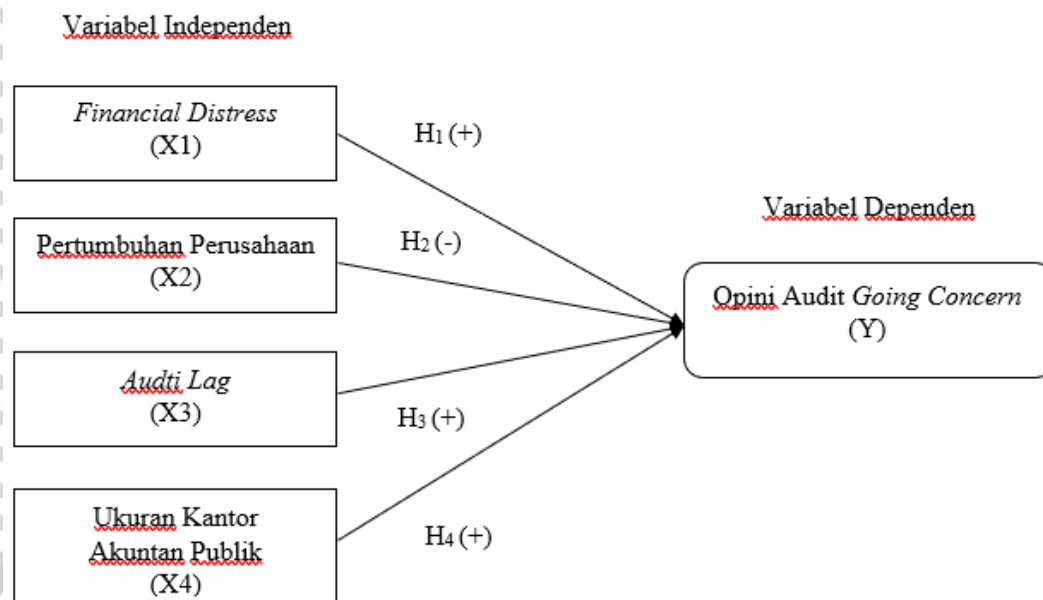 Variabel Independen
Financial Distress
(X1)
H1 (+)
Pertumbuhan Perusahaan
(X2)
H2 (-)
Audti Lag
(X3)
H3 (+)
Ukuran Kantor
Akuntan Publik
(X4)
H4 (+)
Variabel Dependen
Opini Audit Going Concern
(Y)